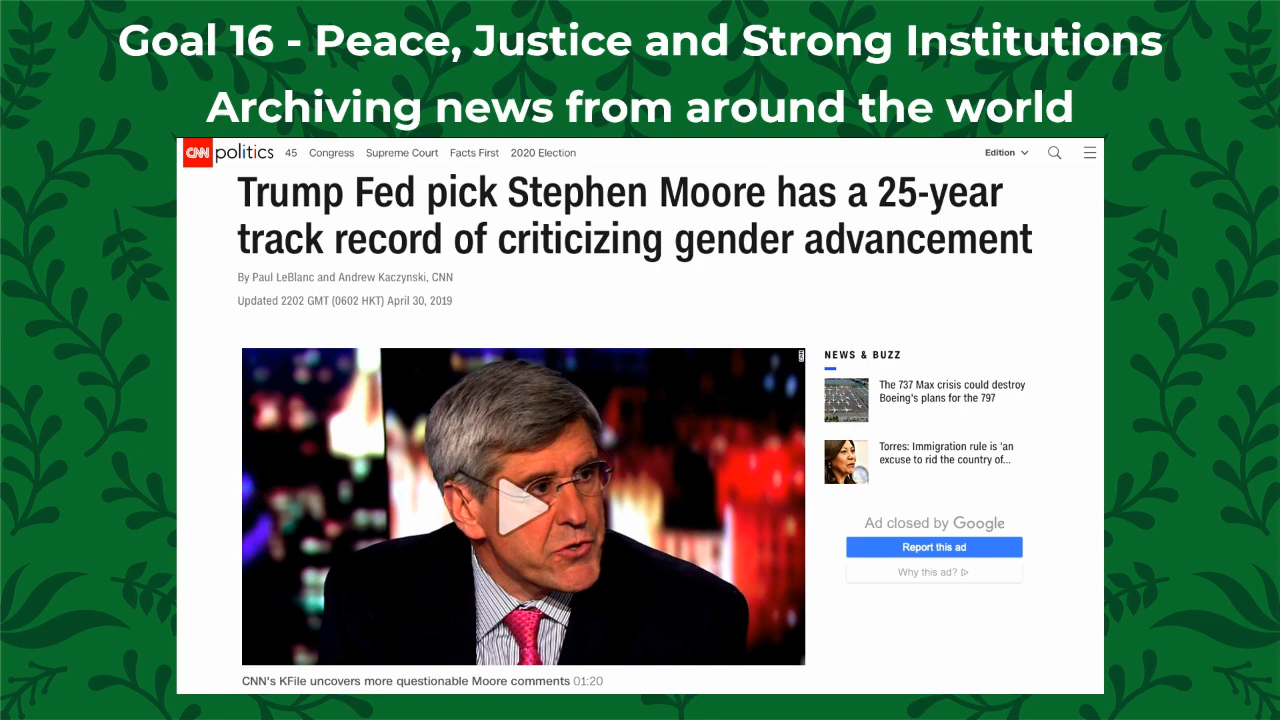 Goal 16 - Peace, Justice and Strong Institutions
Archiving news from around the world
CNN politics 45 Congress Supreme Court Facts First 2020 Election Edition
Trump Fed pick Stephen Moore has a 25-year
track record of criticizing gender advancement
By Paul LeBlanc and Andrew Kaczynski, CNN
Updated 2202 GMT (0602 HKT) April 30, 2019
CNN
NEWS & BUZZ
The 737 Max crisis could destroy
Boeing's plans for the 797
Torres: Immigration rule is 'an
excuse to rid the country of...
Ad closed by Google
Report this ad
Why this ad?
CNN's KFile uncovers more questionable Moore comments 01:20